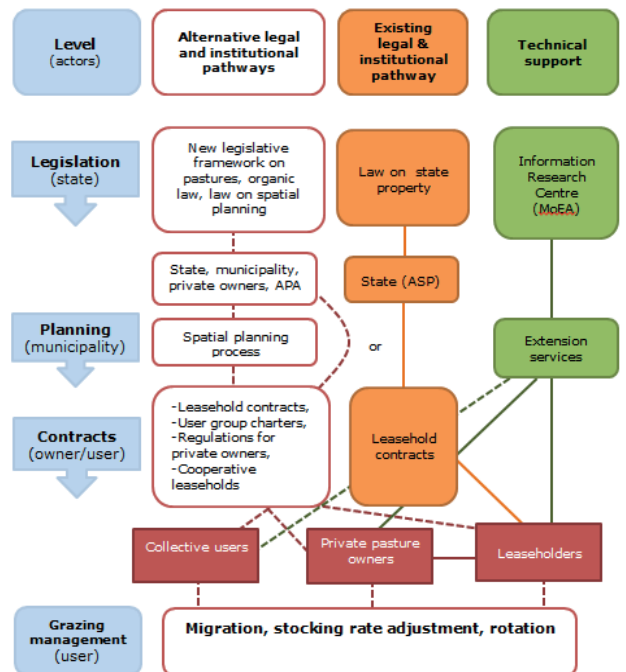 Level
(actors)
Alternative legal
and institutional
pathways
Existing
legal &
institutional
pathway
Technical
support
Legislation
(state)
New legislative
framework on
pastures, organic
law, law on spatial
planning
Law on state
property
Information
Research
Centre
(MoEA)
State, municipality,
private owners, APA
State (ASP)
Planning
(municipality)
Spatial planning
process
or
Extension
services
Contracts
(owner/user)
-Leasehold contracts,
-User group charters,
-Regulations for
private owners,
-Cooperative
leaseholds
Leasehold
contracts
Collective users
Private pasture
owners
Leaseholders
Grazing
management
(user)
Migration, stocking rate adjustment, rotation